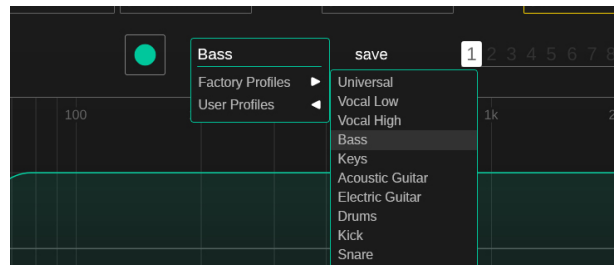 Bass save 1 2 3 4 5 6 7 8
Factory Profiles
User Profiles
Universal
Vocal Low
Vocal High
Bass
Keys
Acoustic Guitar
Electric Guitar
Drums
Kick
Snare
100 1k 2